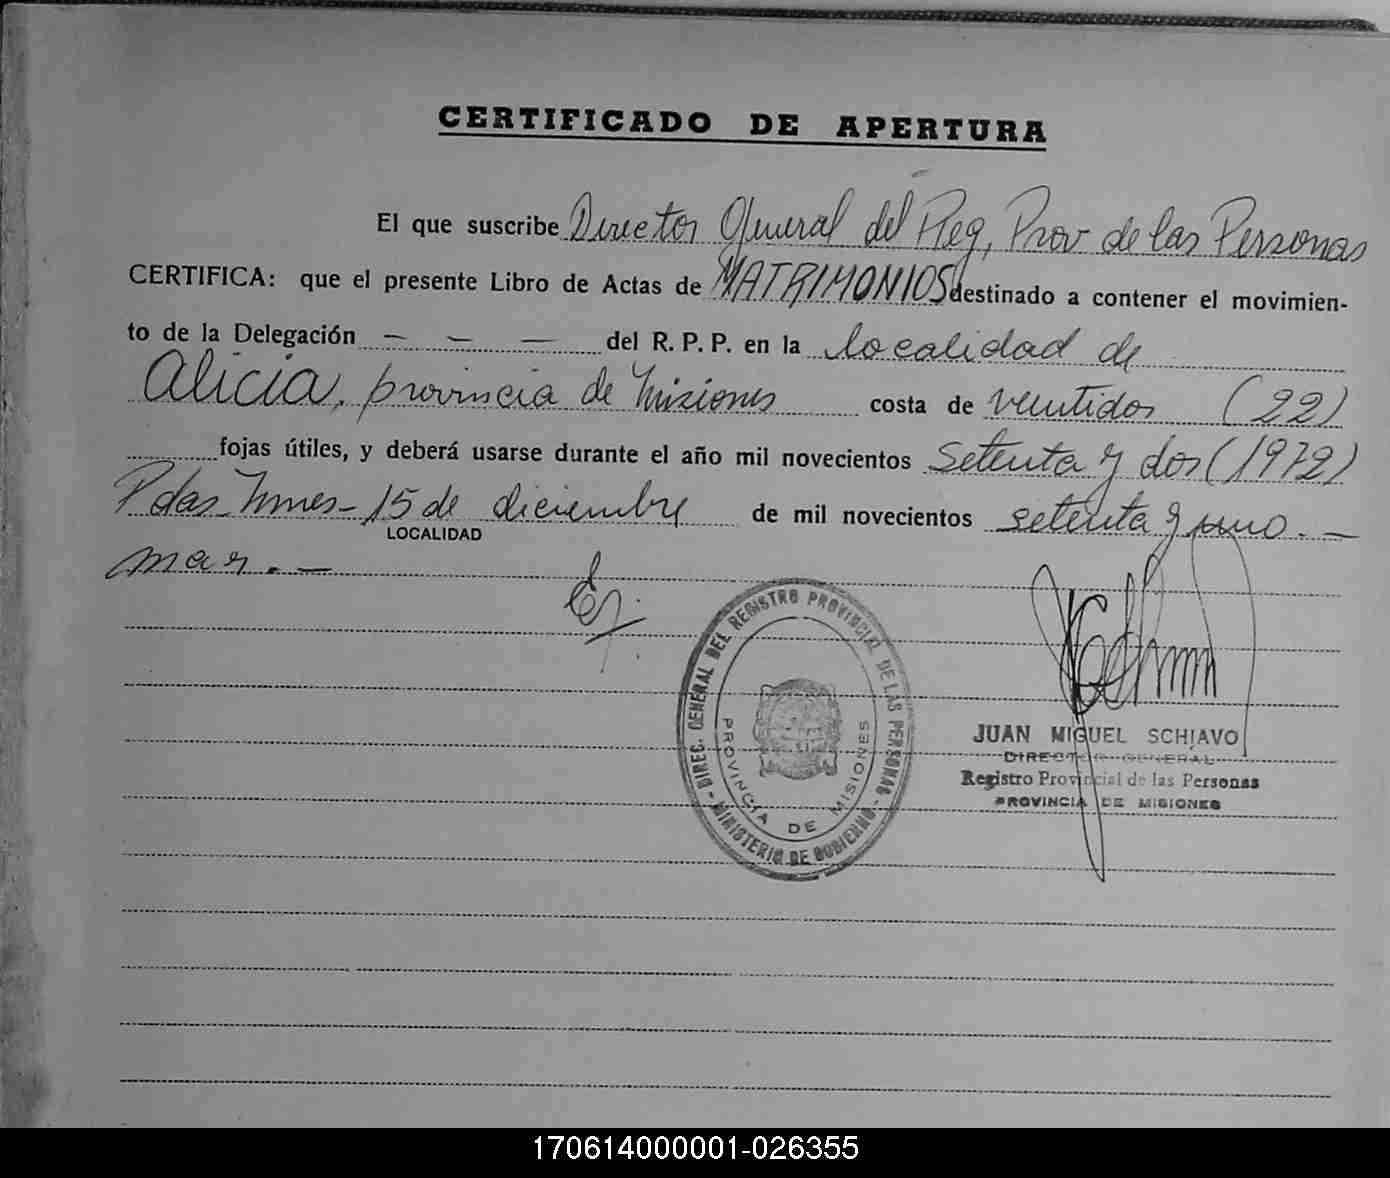 CERTIFICADO DE APERTURA
El que suscribe Director General del Reg, Prov de las Personas
CERTIFICA: que el presente Libro de Actas de MATRIMONIOS destinado a contener el movimien-
to de la Delegación — — — del R. P. P. en la localidad de
Alicia, provincia de Misiones costa de veintidos (22)
fojas útiles, y deberá usarse durante el año mil novecientos setenta y dos (1972)
Pdas. Mnes - 15 de diciembre de mil novecientos setenta y uno. —
LOCALIDAD
mar. —
DIREC. GENERAL DEL REGISTRO PROVINCIAL DE LAS PERSONAS - MINISTERIO DE GOBIERNO -
PROVINCIA DE MISIONES
JUAN MIGUEL SCHIAVO
DIRECTOR GENERAL
Registro Provincial de las Personas
PROVINCIA DE MISIONES
170614000001-026355